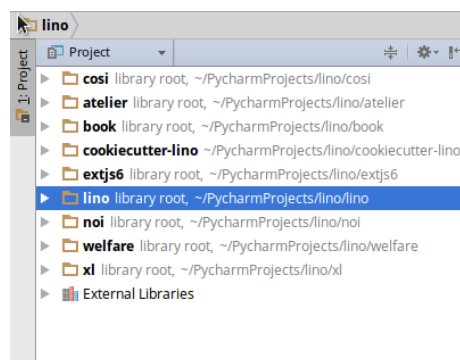 lino
1: Project
Project
cosi library root, ~/PycharmProjects/lino/cosi
atelier library root, ~/PycharmProjects/lino/atelier
book library root, ~/PycharmProjects/lino/book
cookiecutter-lino ~/PycharmProjects/lino/cookiecutter-lino
extjs6 library root, ~/PycharmProjects/lino/extjs6
lino library root, ~/PycharmProjects/lino/lino
noi library root, ~/PycharmProjects/lino/noi
welfare library root, ~/PycharmProjects/lino/welfare
xl library root, ~/PycharmProjects/lino/xl
External Libraries